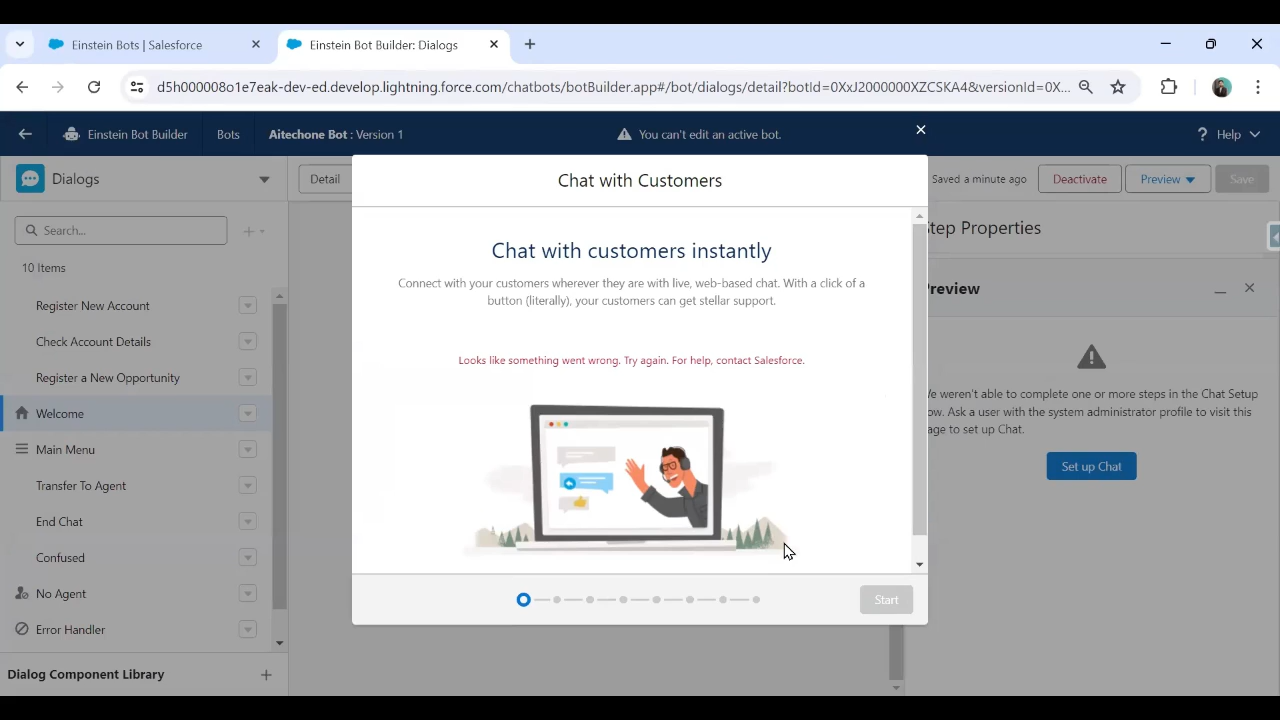 Einstein Bots | Salesforce
Einstein Bot Builder: Dialogs
d5h000008o1e7eak-dev-ed.develop.lightning.force.com/chatbots/botBuilder.app#/bot/dialogs/detail?botId=0XxJ2000000XZCSKA4&versionId=0X...
Einstein Bot Builder
Bots
Aitechone Bot : Version 1
You can't edit an active bot.
Help
Dialogs
Detail
Saved a minute ago
Deactivate
Preview
Save
Search...
10 Items
Register New Account
Check Account Details
Register a New Opportunity
Welcome
Main Menu
Transfer To Agent
End Chat
Confused
No Agent
Error Handler
Dialog Component Library
Chat with Customers
Chat with customers instantly
Connect with your customers wherever they are with live, web-based chat. With a click of a
button (literally), your customers can get stellar support.
Looks like something went wrong. Try again. For help, contact Salesforce.
Start
tep Properties
review
e weren't able to complete one or more steps in the Chat Setup
ow. Ask a user with the system administrator profile to visit this
age to set up Chat.
Set up Chat